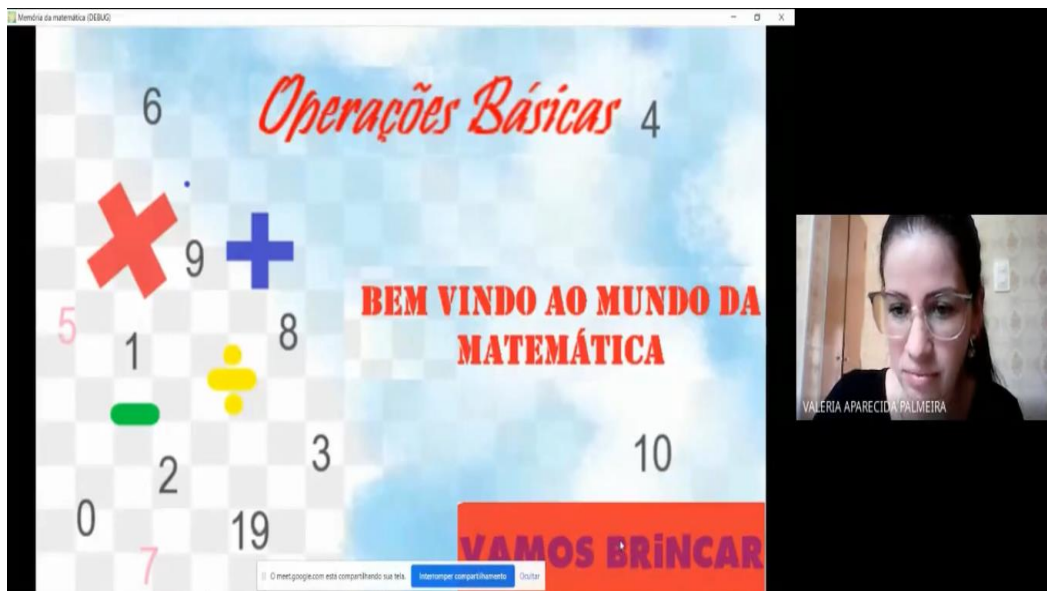 Memória da matemática (DEBUG)
Operações Básicas
6
4
9
5
1
8
3
2
10
0
19
7
BEM VINDO AO MUNDO DA
MATEMÁTICA
VAMOS BRiNCAR
O meet.google.com está compartilhando sua tela.
Interromper compartilhamento
Ocultar
VALERIA APARECIDA PALMEIRA